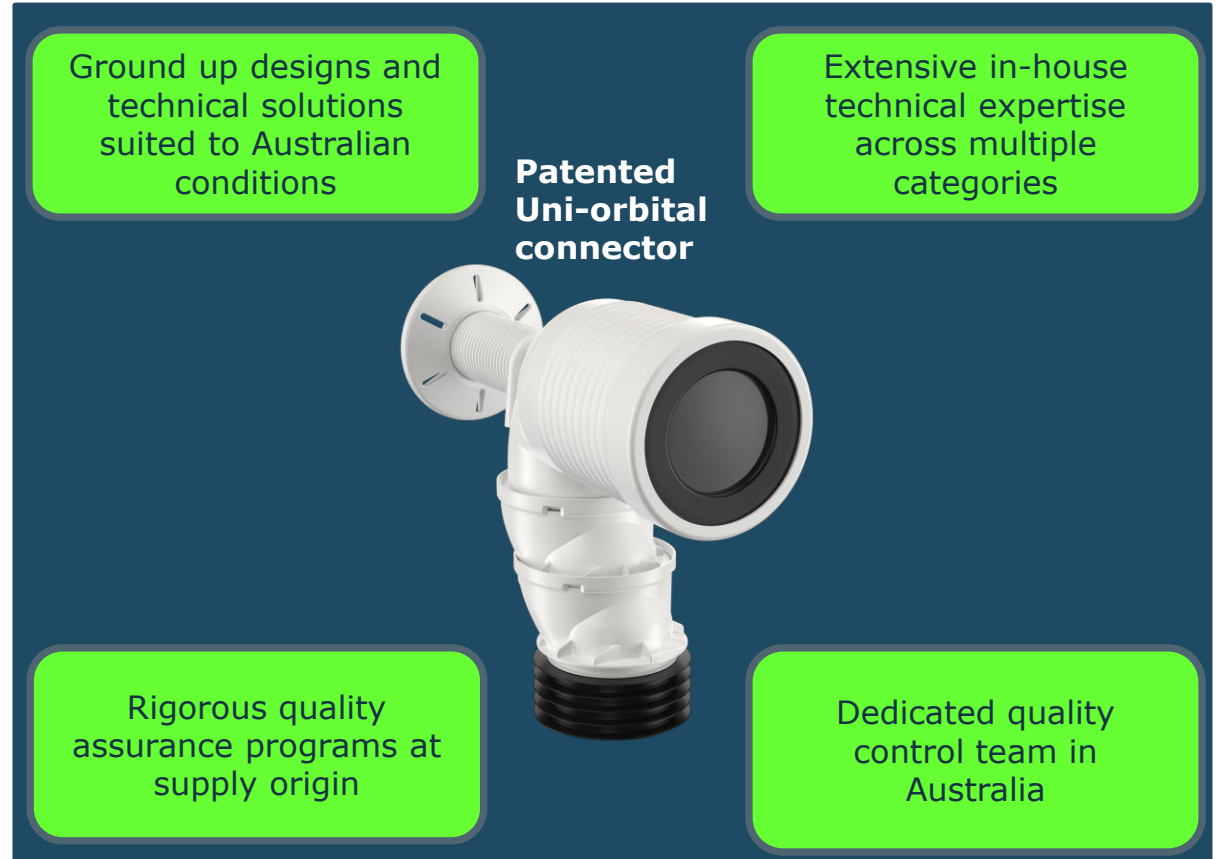 Ground up designs and
technical solutions
suited to Australian
conditions
Extensive in-house
technical expertise
across multiple
categories
Patented
Uni-orbital
connector
Rigorous quality
assurance programs at
supply origin
Dedicated quality
control team in
Australia